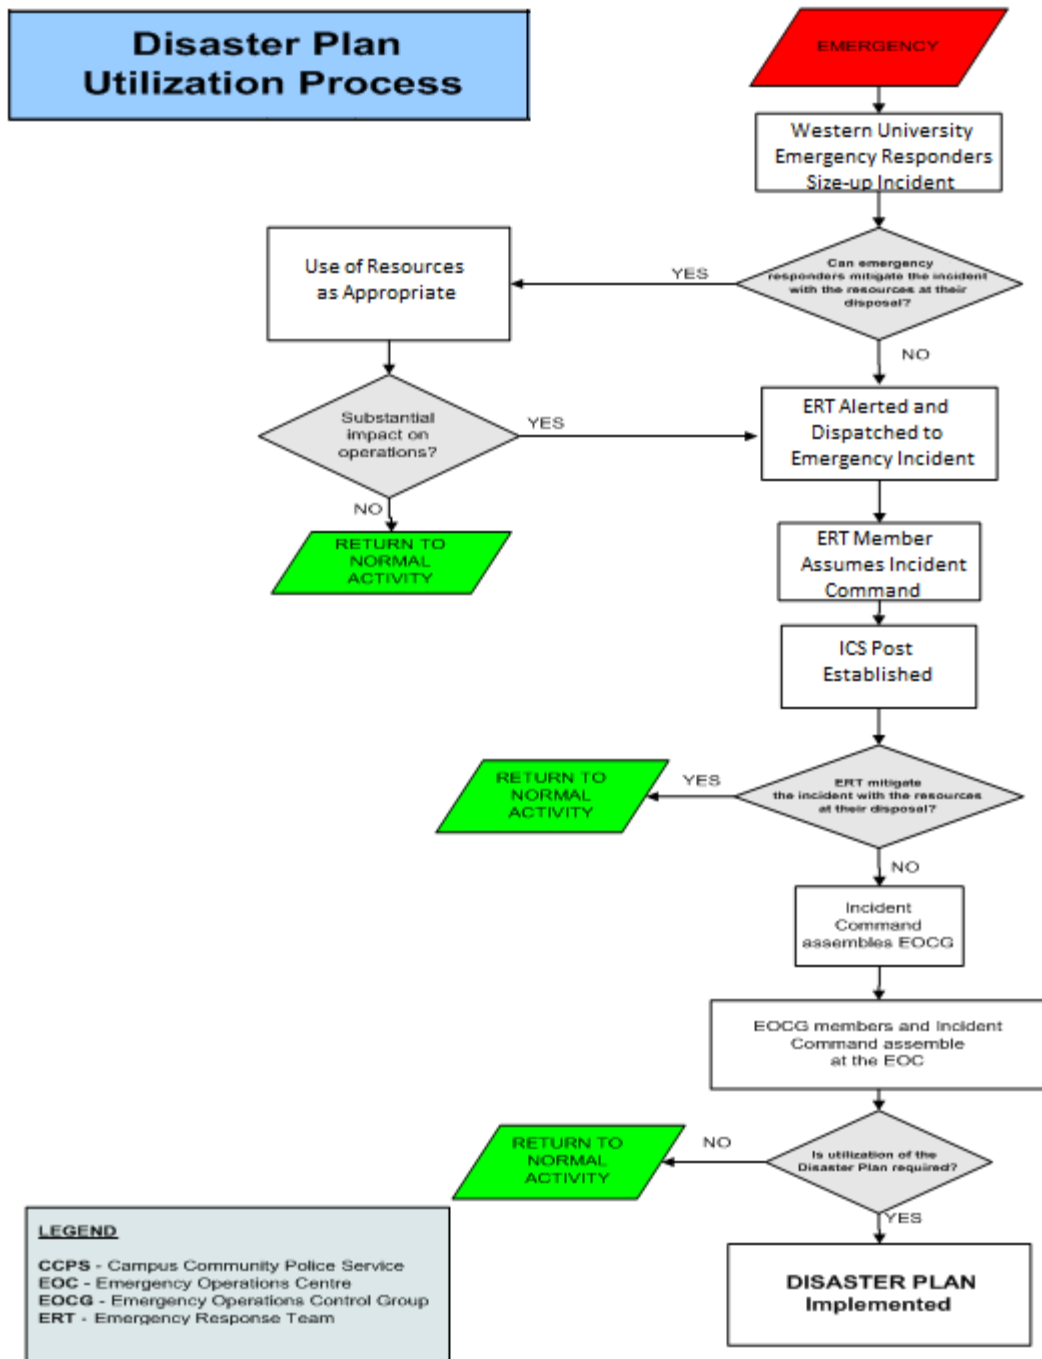 Disaster Plan
Utilization Process
EMERGENCY
Western University
Emergency Responders
Size-up Incident
Can emergency
responders mitigate the incident
with the resources at their
disposal?
YES
NO
Use of Resources
as Appropriate
Substantial
impact on
operations?
YES
NO
RETURN TO
NORMAL
ACTIVITY
ERT Alerted and
Dispatched to
Emergency Incident
ERT Member
Assumes Incident
Command
ICS Post
Established
ERT mitigate
the incident with the resources
at their disposal?
YES
RETURN TO
NORMAL
ACTIVITY
NO
Incident
Command
assembles EOCG
EOCG members and Incident
Command assemble
at the EOC
Is utilization of the
Disaster Plan required?
NO
RETURN TO
NORMAL
ACTIVITY
YES
DISASTER PLAN
Implemented
LEGEND
CCPS - Campus Community Police Service
EOC - Emergency Operations Centre
EOCG - Emergency Operations Control Group
ERT - Emergency Response Team